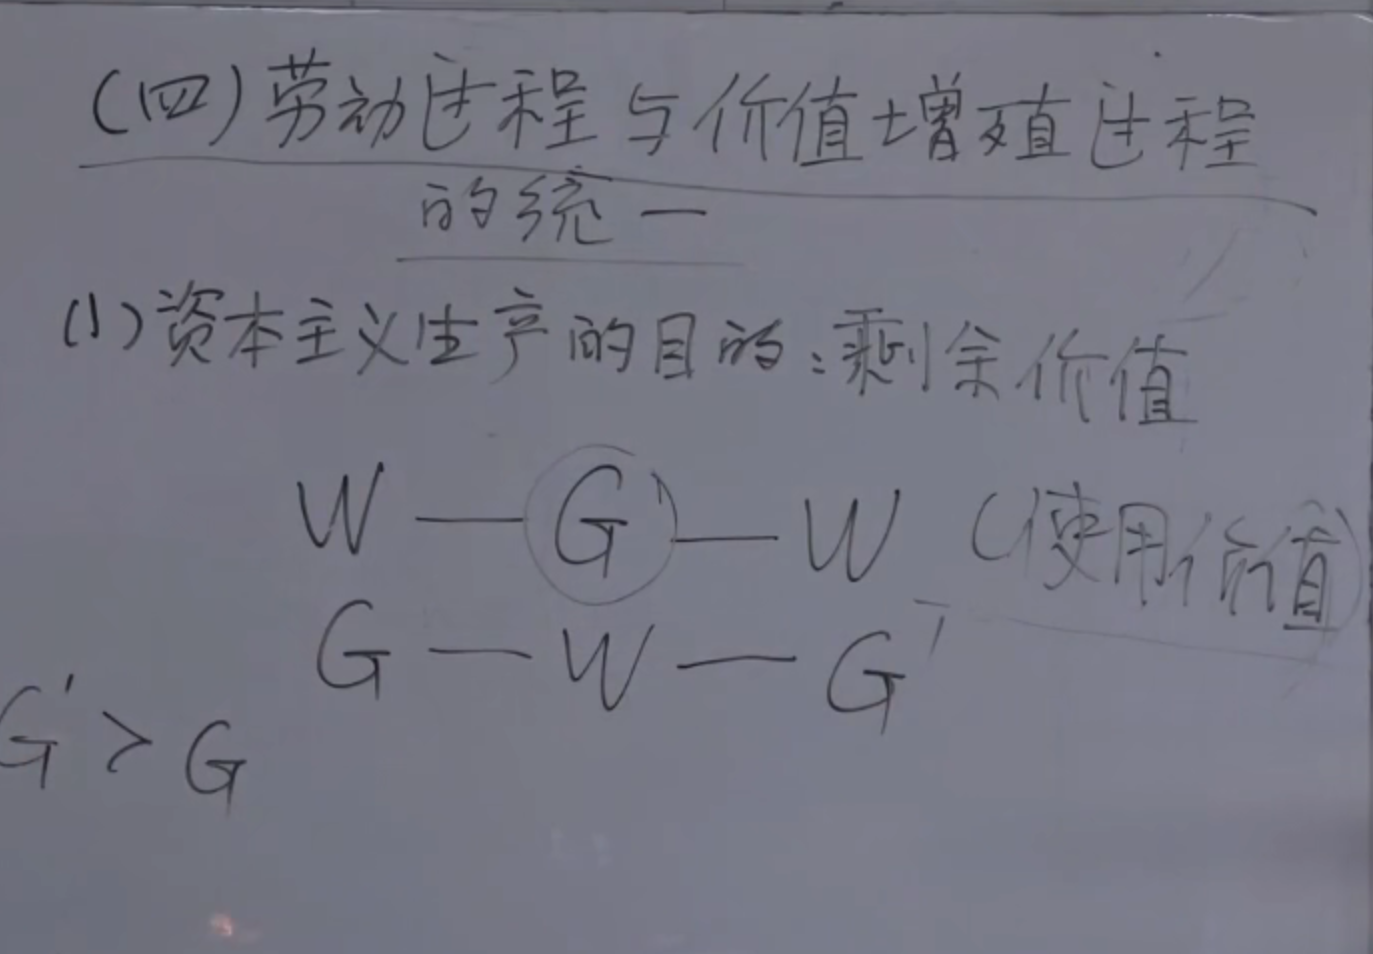 (四)劳动过程与价值增殖过程
的统一
(1)资本主义生产的目的:剩余价值
W—G—W (使用价值)
G—W—G'
G'>G